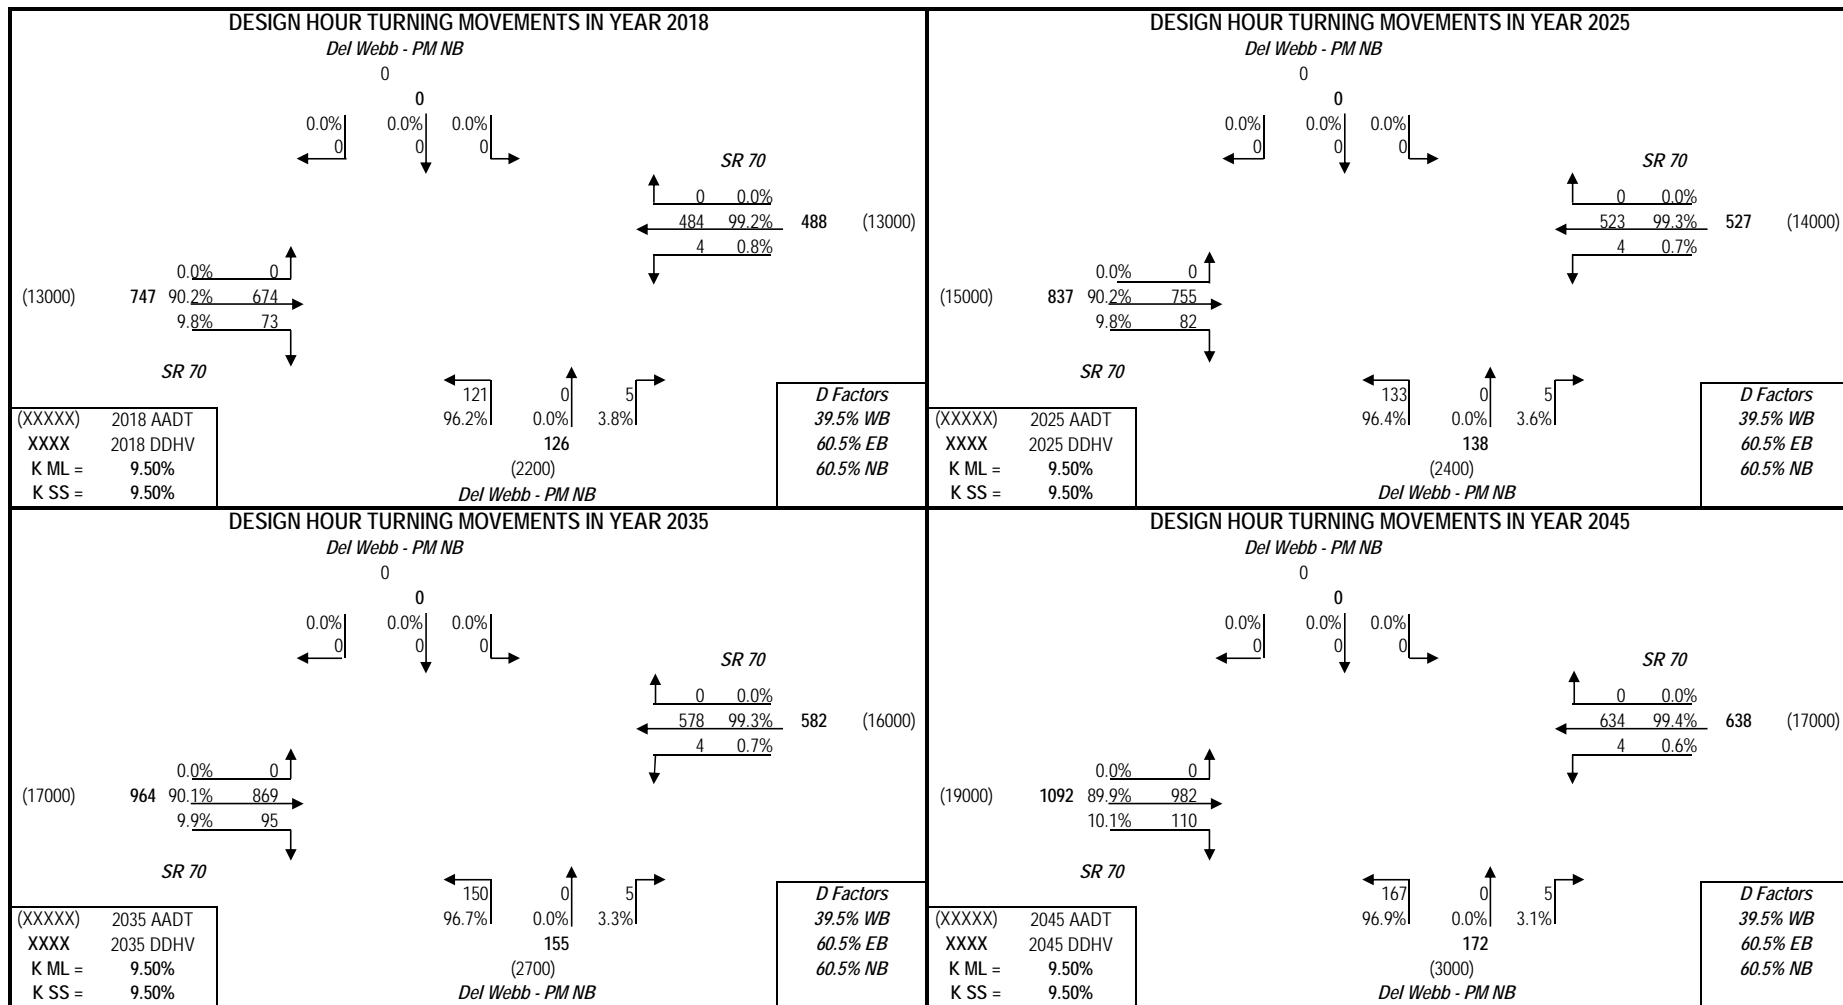 DESIGN HOUR TURNING MOVEMENTS IN YEAR 2018
Del Webb - PM NB
0
0
0.0% 0.0% 0.0%
0 0 0
SR 70
0 0.0%
484 99.2% 488 (13000)
4 0.8%
0.0% 0
(13000) 747 90.2% 674
9.8% 73
SR 70
121 0 5
96.2% 0.0% 3.8%
126
(2200)
Del Webb - PM NB
D Factors
39.5% WB
60.5% EB
60.5% NB
(XXXXX) 2018 AADT
XXXX 2018 DDHV
K ML = 9.50%
K SS = 9.50%
DESIGN HOUR TURNING MOVEMENTS IN YEAR 2025
Del Webb - PM NB
0
0
0.0% 0.0% 0.0%
0 0 0
SR 70
0 0.0%
523 99.3% 527 (14000)
4 0.7%
0.0% 0
(15000) 837 90.2% 755
9.8% 82
SR 70
133 0 5
96.4% 0.0% 3.6%
138
(2400)
Del Webb - PM NB
D Factors
39.5% WB
60.5% EB
60.5% NB
(XXXXX) 2025 AADT
XXXX 2025 DDHV
K ML = 9.50%
K SS = 9.50%
DESIGN HOUR TURNING MOVEMENTS IN YEAR 2035
Del Webb - PM NB
0
0
0.0% 0.0% 0.0%
0 0 0
SR 70
0 0.0%
578 99.3% 582 (16000)
4 0.7%
0.0% 0
(17000) 964 90.1% 869
9.9% 95
SR 70
150 0 5
96.7% 0.0% 3.3%
155
(2700)
Del Webb - PM NB
D Factors
39.5% WB
60.5% EB
60.5% NB
(XXXXX) 2035 AADT
XXXX 2035 DDHV
K ML = 9.50%
K SS = 9.50%
DESIGN HOUR TURNING MOVEMENTS IN YEAR 2045
Del Webb - PM NB
0
0
0.0% 0.0% 0.0%
0 0 0
SR 70
0 0.0%
634 99.4% 638 (17000)
4 0.6%
0.0% 0
(19000) 1092 89.9% 982
10.1% 110
SR 70
167 0 5
96.9% 0.0% 3.1%
172
(3000)
Del Webb - PM NB
D Factors
39.5% WB
60.5% EB
60.5% NB
(XXXXX) 2045 AADT
XXXX 2045 DDHV
K ML = 9.50%
K SS = 9.50%